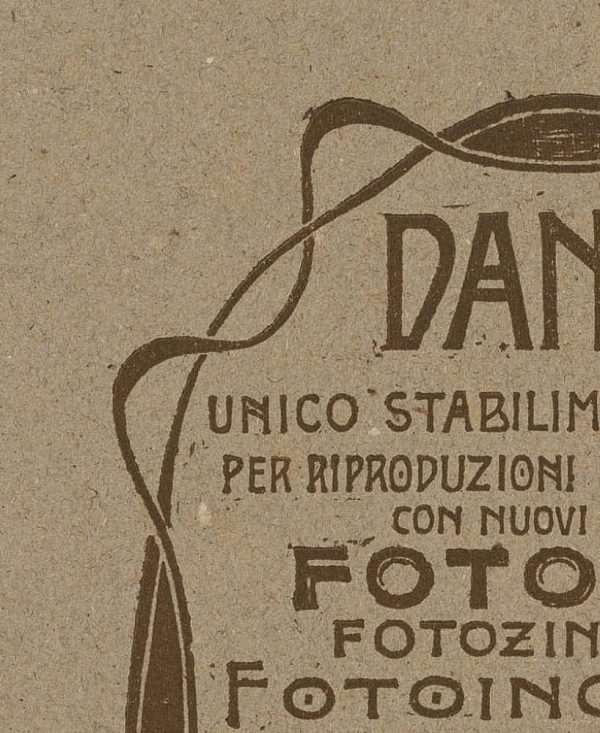 DAN
UNICO STABILIM
PER RIPRODUZIONI
CON NUOVI
FOTO
FOTOZIN
FOTOINC